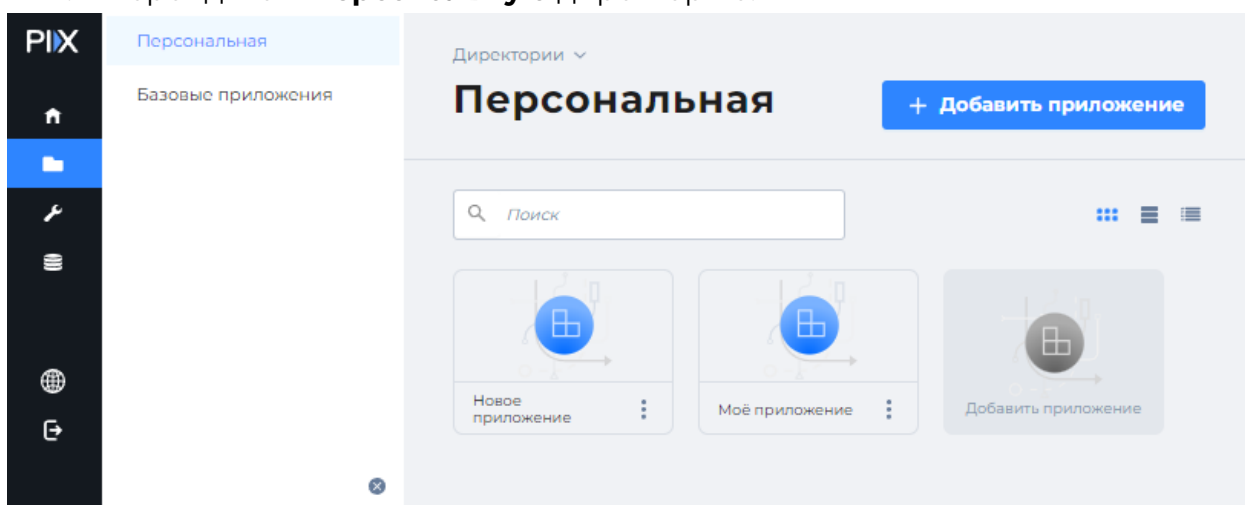 PIX
Персональная
Базовые приложения
Директории
Персональная
+ Добавить приложение
Поиск
Новое
приложение
Моё приложение
Добавить приложение